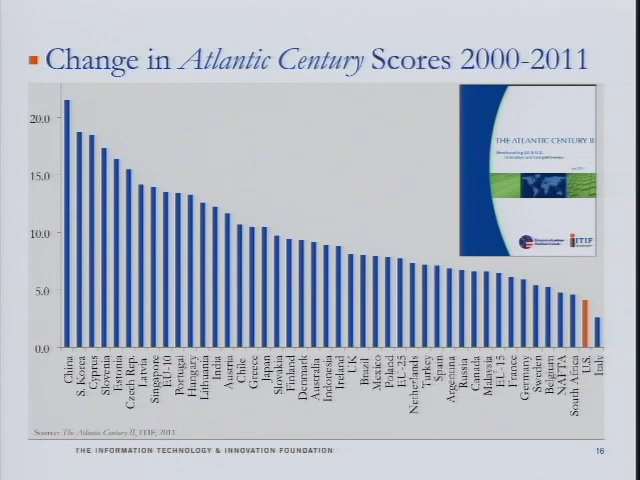 Change in Atlantic Century Scores 2000-2011
THE ATLANTIC CENTURY II
ITIF
20.0
15.0
10.0
5.0
0.0
China
S. Korea
Cyprus
Slovenia
Estonia
Czech Rep.
Latvia
Singapore
EU-10
Portugal
Hungary
Lithuania
India
Austria
Chile
Greece
Japan
Slovakia
Finland
Denmark
Australia
Indonesia
Ireland
UK
Brazil
Mexico
Poland
EU-25
Netherlands
Turkey
Spain
Argentina
Russia
Canada
Malaysia
EU-15
France
Germany
Sweden
Belgium
NAFTA
South Africa
U.S.
Italy
Source: The Atlantic Century II, ITIF, 2011
THE INFORMATION TECHNOLOGY & INNOVATION FOUNDATION
16